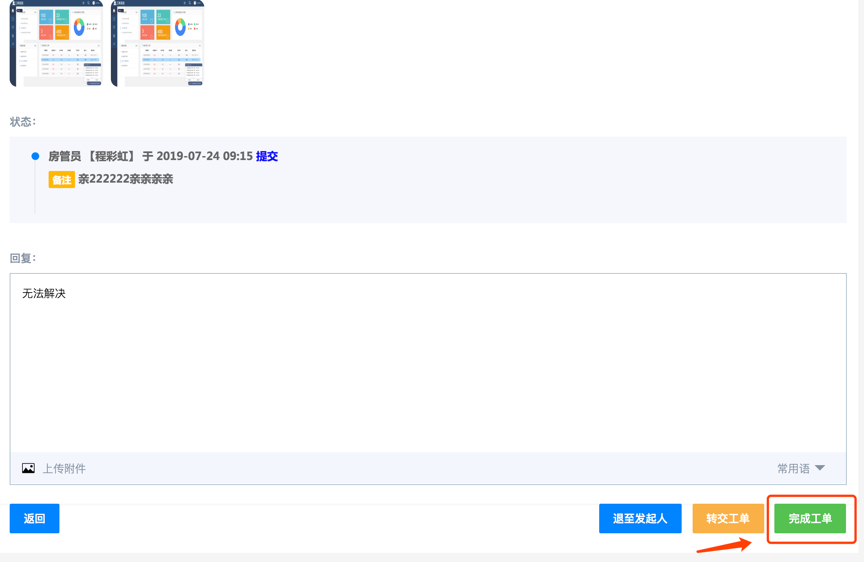 状态：
房管员 【程彩虹】 于 2019-07-24 09:15 提交
备注 亲222222亲亲亲亲
回复：
无法解决
上传附件 常用语
返回 退至发起人 转交工单 完成工单